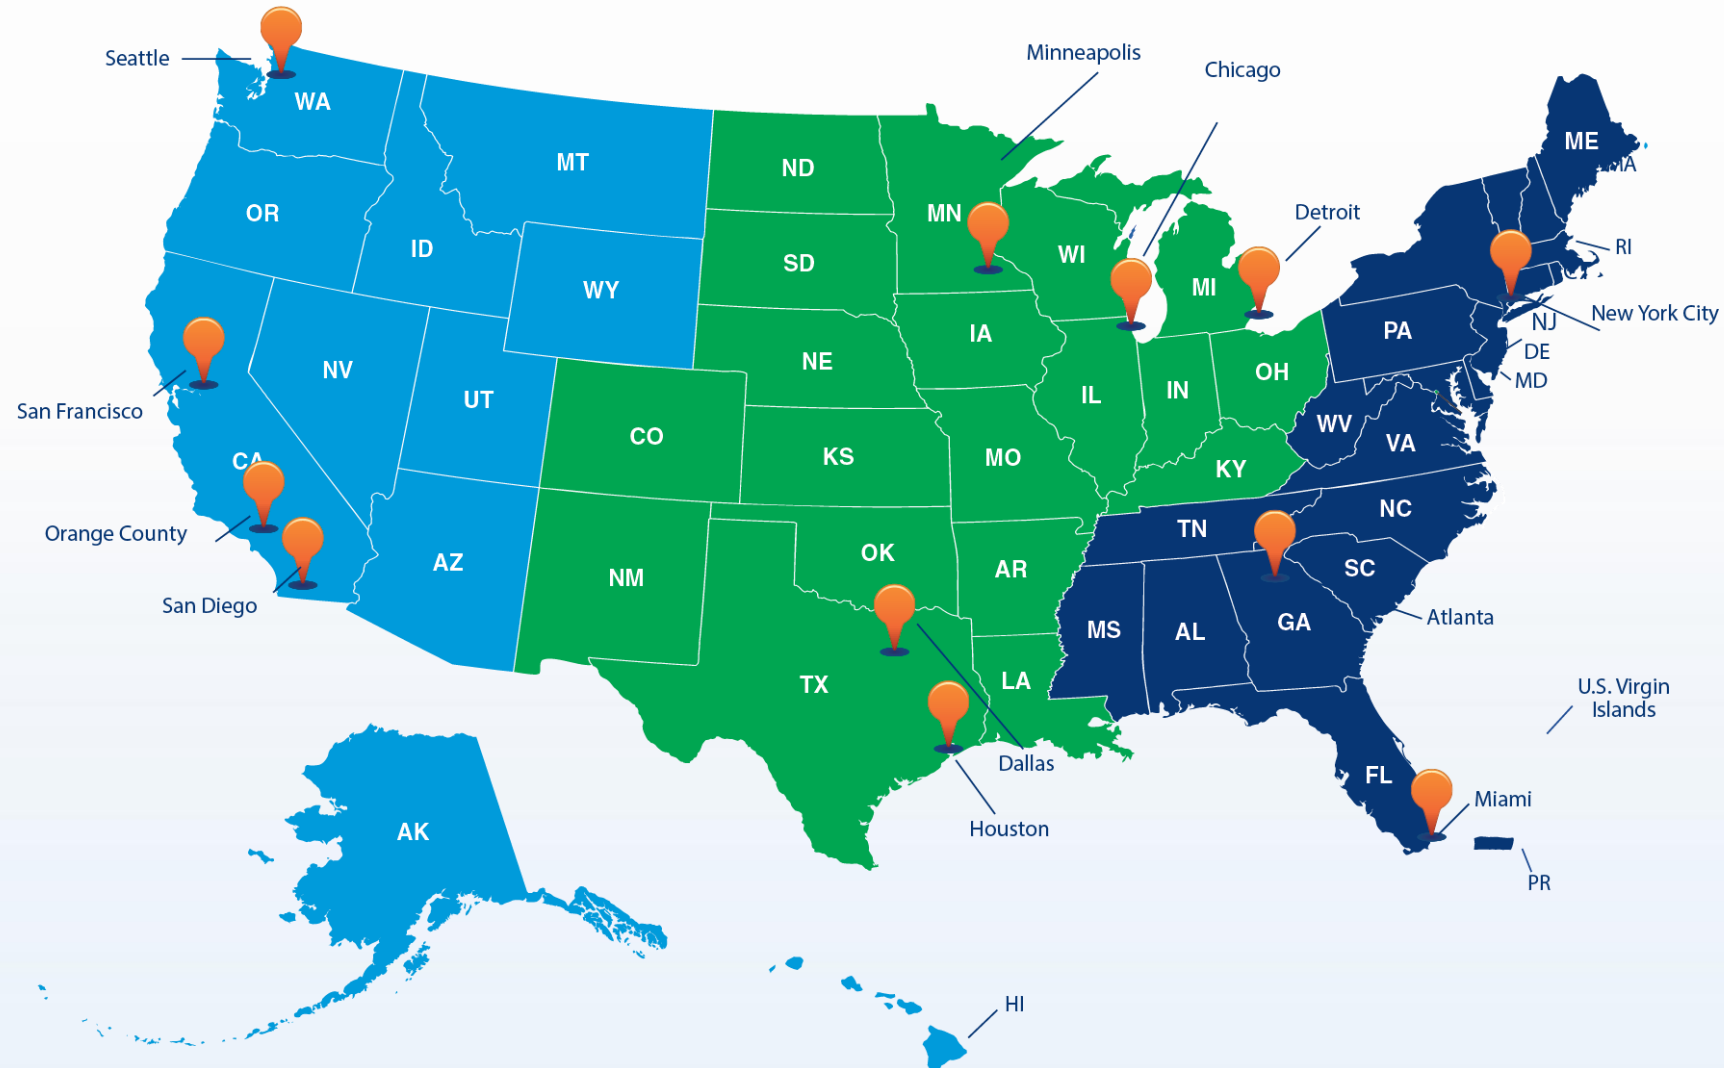 Minneapolis
Seattle
Chicago
WA
ME
MA
MT
ND
OR
MN
Detroit
ID
SD
WI
RI
WY
MI
New York City
NJ
PA
IA
DE
NV
NE
OH
MD
UT
IL
IN
San Francisco
CO
WV
VA
CA
KS
MO
KY
NC
Orange County
TN
AZ
OK
AR
SC
NM
San Diego
Atlanta
MS
AL
GA
TX
LA
U.S. Virgin
Islands
Dallas
FL
Miami
Houston
AK
PR
HI